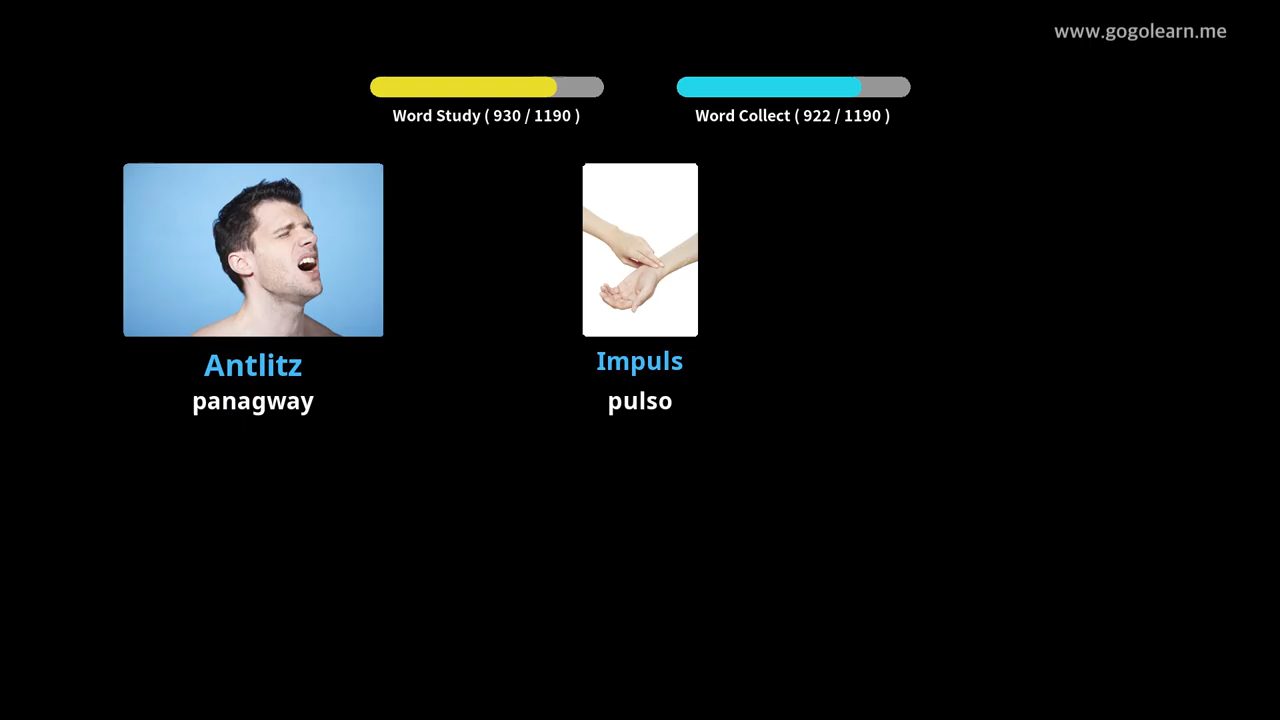 www.gogolearn.me
Word Study ( 930 / 1190 )
Word Collect ( 922 / 1190 )
Antlitz
panagway
Impuls
pulso